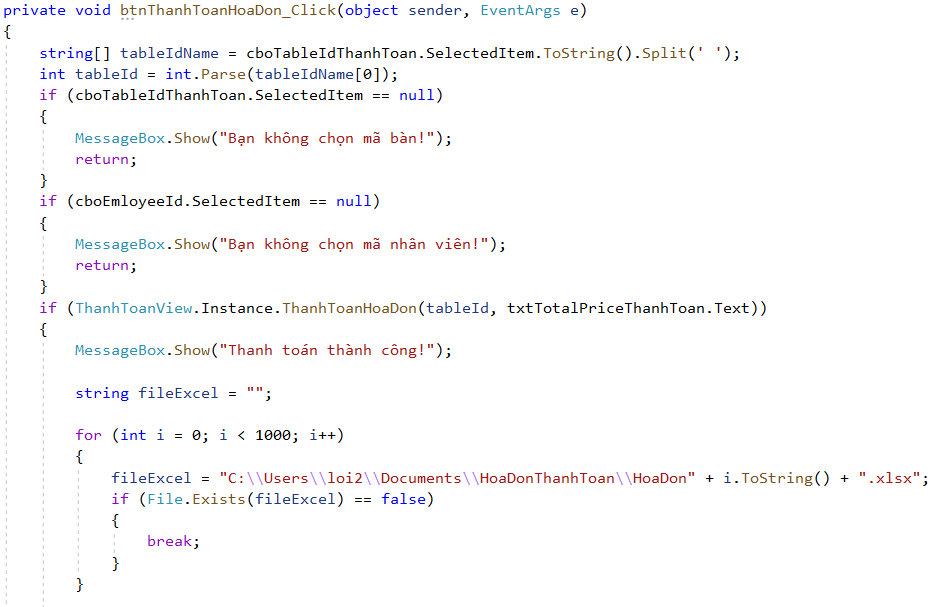 private void btnThanhToanHoaDon_Click(object sender, EventArgs e)
{
    string[] tableIdName = cboTableIdThanhToan.SelectedItem.ToString().Split(' ');
    int tableId = int.Parse(tableIdName[0]);
    if (cboTableIdThanhToan.SelectedItem == null)
    {
        MessageBox.Show("Bạn không chọn mã bàn!");
        return;
    }
    if (cboEmloyeeId.SelectedItem == null)
    {
        MessageBox.Show("Bạn không chọn mã nhân viên!");
        return;
    }
    if (ThanhToanView.Instance.ThanhToanHoaDon(tableId, txtTotalPriceThanhToan.Text))
    {
        MessageBox.Show("Thanh toán thành công!");
        string fileExcel = "";
        for (int i = 0; i < 1000; i++)
        {
            fileExcel = "C:\\Users\\loi2\\Documents\\HoaDonThanhToan\\HoaDon" + i.ToString() + ".xlsx";
            if (File.Exists(fileExcel) == false)
            {
                break;
            }
        }